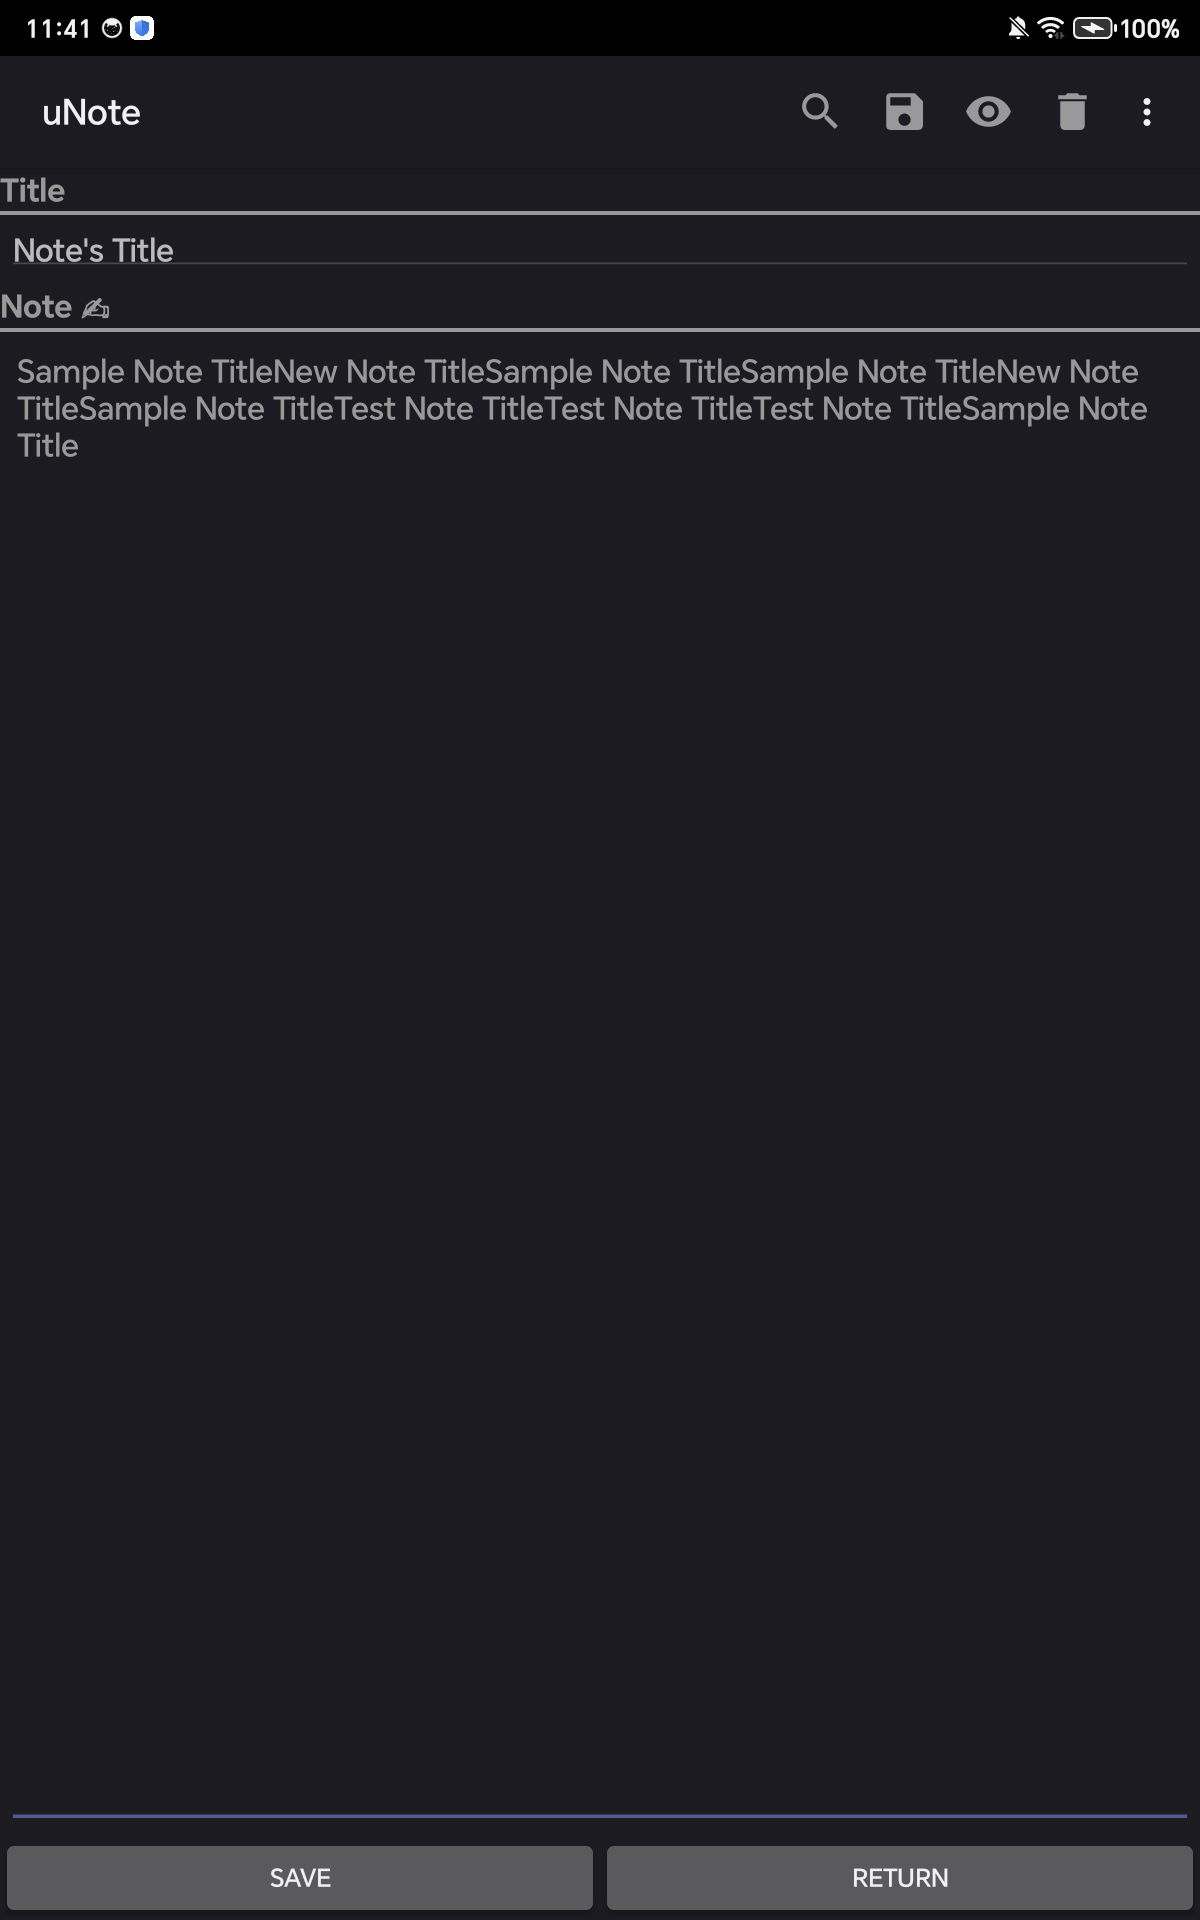 11:41
100%
uNote
Title
Note's Title
Note ✍
Sample Note TitleNew Note TitleSample Note TitleSample Note TitleNew Note
TitleSample Note TitleTest Note TitleTest Note TitleTest Note TitleSample Note
Title
SAVE
RETURN